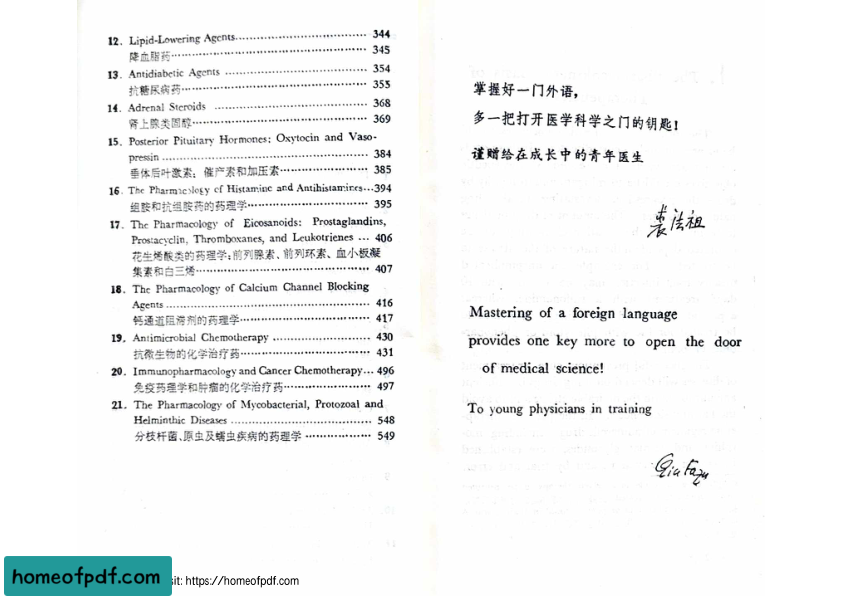 12. Lipid-Lowering Agents……………………………… 344
降血脂药……………………………………………… 345
13. Antidiabetic Agents ……………………………… 354
抗糖尿病药…………………………………………… 355
14. Adrenal Steroids ………………………………… 368
肾上腺类固醇………………………………………… 369
15. Posterior Pituitary Hormones: Oxytocin and Vaso-
pressin ……………………………………………… 384
垂体后叶激素: 催产素和加压素…………………… 385
16. The Pharmacology of Histamine and Antihistamines…394
组胺和抗组胺药的药理学…………………………… 395
17. The Pharmacology of Eicosanoids: Prostaglandins,
Prostacyclin, Thromboxanes, and Leukotrienes … 406
花生烯酸类的药理学:前列腺素、前列环素、血小板凝
集素和白三烯………………………………………… 407
18. The Pharmacology of Calcium Channel Blocking
Agents ……………………………………………… 416
钙通道阻滞剂的药理学……………………………… 417
19. Antimicrobial Chemotherapy …………………… 430
抗微生物的化学治疗药……………………………… 431
20. Immunopharmacology and Cancer Chemotherapy… 496
免疫药理学和肿瘤的化学治疗药…………………… 497
21. The Pharmacology of Mycobacterial, Protozoal and
Helminthic Diseases ……………………………… 548
分枝杆菌、原虫及蠕虫疾病的药理学 ……………… 549
掌握好一门外语,
多一把打开医学科学之门的钥匙!
谨赠给在成长中的青年医生
裘法祖
Mastering of a foreign language
provides one key more to open the door
of medical science!
To young physicians in training
Qiu Fazu
homeofpdf.com
sit: https://homeofpdf.com